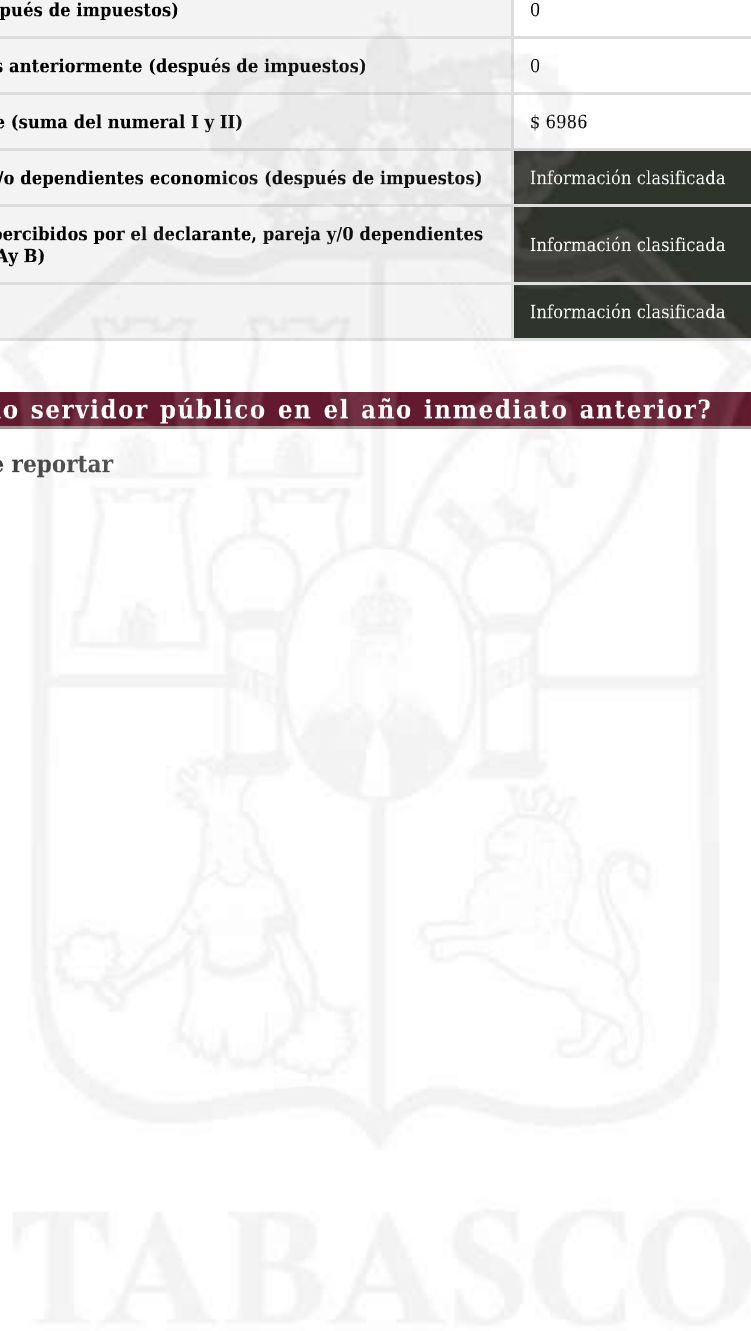 pués de impuestos)
0
s anteriormente (después de impuestos)
0
e (suma del numeral I y II)
$ 6986
/o dependientes economicos (después de impuestos)
Información clasificada
percibidos por el declarante, pareja y/0 dependientes
Ay B)
Información clasificada
Información clasificada
o servidor público en el año inmediato anterior?
e reportar
TABASCO